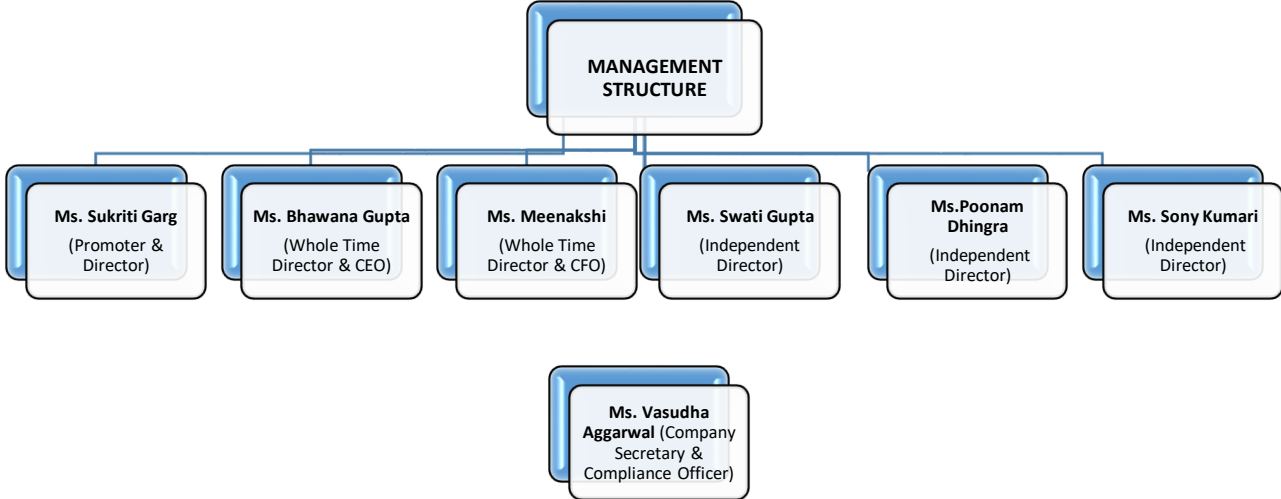 MANAGEMENT
STRUCTURE
Ms. Sukriti Garg
(Promoter &
Director)
Ms. Bhawana Gupta
(Whole Time
Director & CEO)
Ms. Meenakshi
(Whole Time
Director & CFO)
Ms. Swati Gupta
(Independent
Director)
Ms.Poonam
Dhingra
(Independent
Director)
Ms. Sony Kumari
(Independent
Director)
Ms. Vasudha
Aggarwal (Company
Secretary &
Compliance Officer)